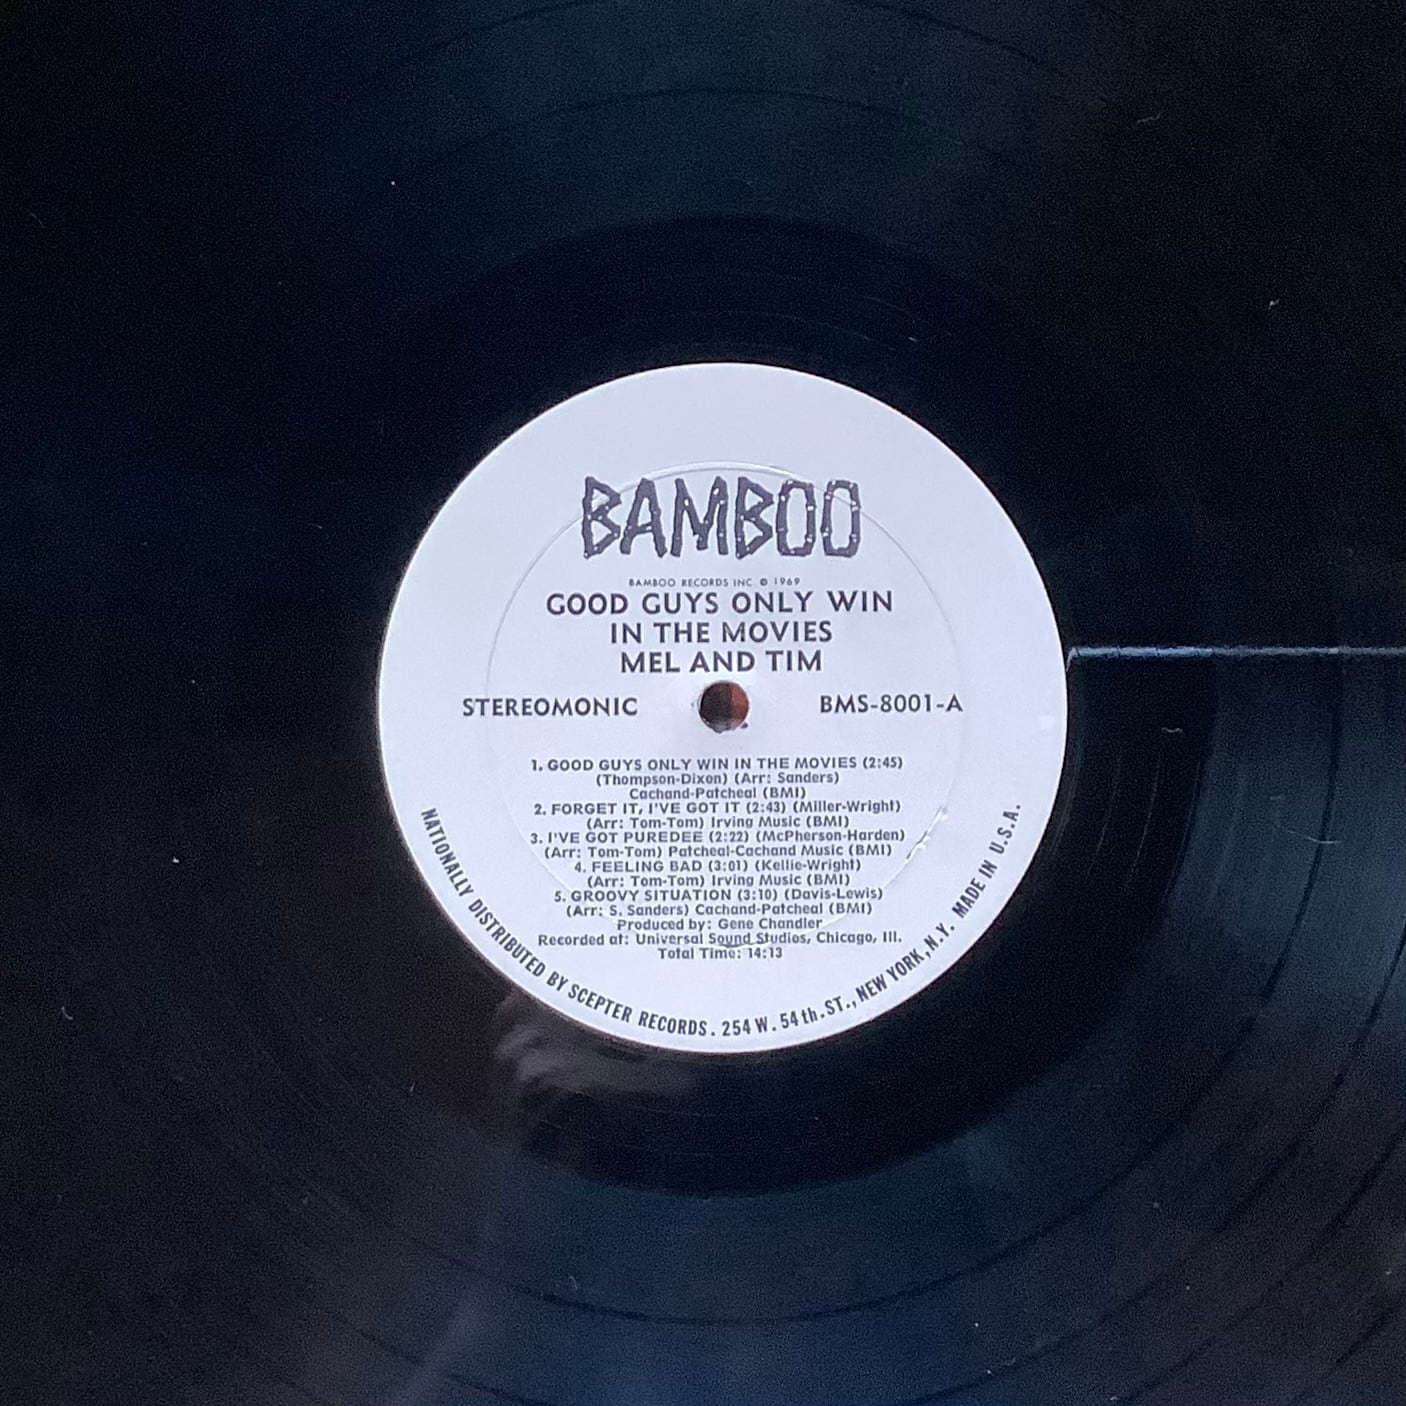 BAMBOO
BAMBOO RECORDS INC © 1969
GOOD GUYS ONLY WIN
IN THE MOVIES
MEL AND TIM
STEREOMONIC
BMS-8001-A
1. GOOD GUYS ONLY WIN IN THE MOVIES (2:45)
(Thompson-Dixon) (Arr: Sanders)
Cachand-Patcheal (BMI)
2. FORGET IT, I'VE GOT IT (2:43) (Miller-Wright)
(Arr: Tom-Tom) Irving Music (BMI)
3. I'VE GOT PUREDEE (2:22) (McPherson-Harden)
(Arr: Tom-Tom) Patcheal-Cachand Music (BMI)
4. FEELING BAD (3:01) (Kellie-Wright)
(Arr: Tom-Tom) Irving Music (BMI)
5. GROOVY SITUATION (3:10) (Davis-Lewis)
(Arr: S. Sanders) Cachand-Patcheal (BMI)
Produced by: Gene Chandler
Recorded at: Universal Sound Studios, Chicago, Ill.
Total Time: 14:13
NATIONALLY DISTRIBUTED BY SCEPTER RECORDS. 254 W. 54th. ST., NEW YORK, N.Y. MADE IN U.S.A.